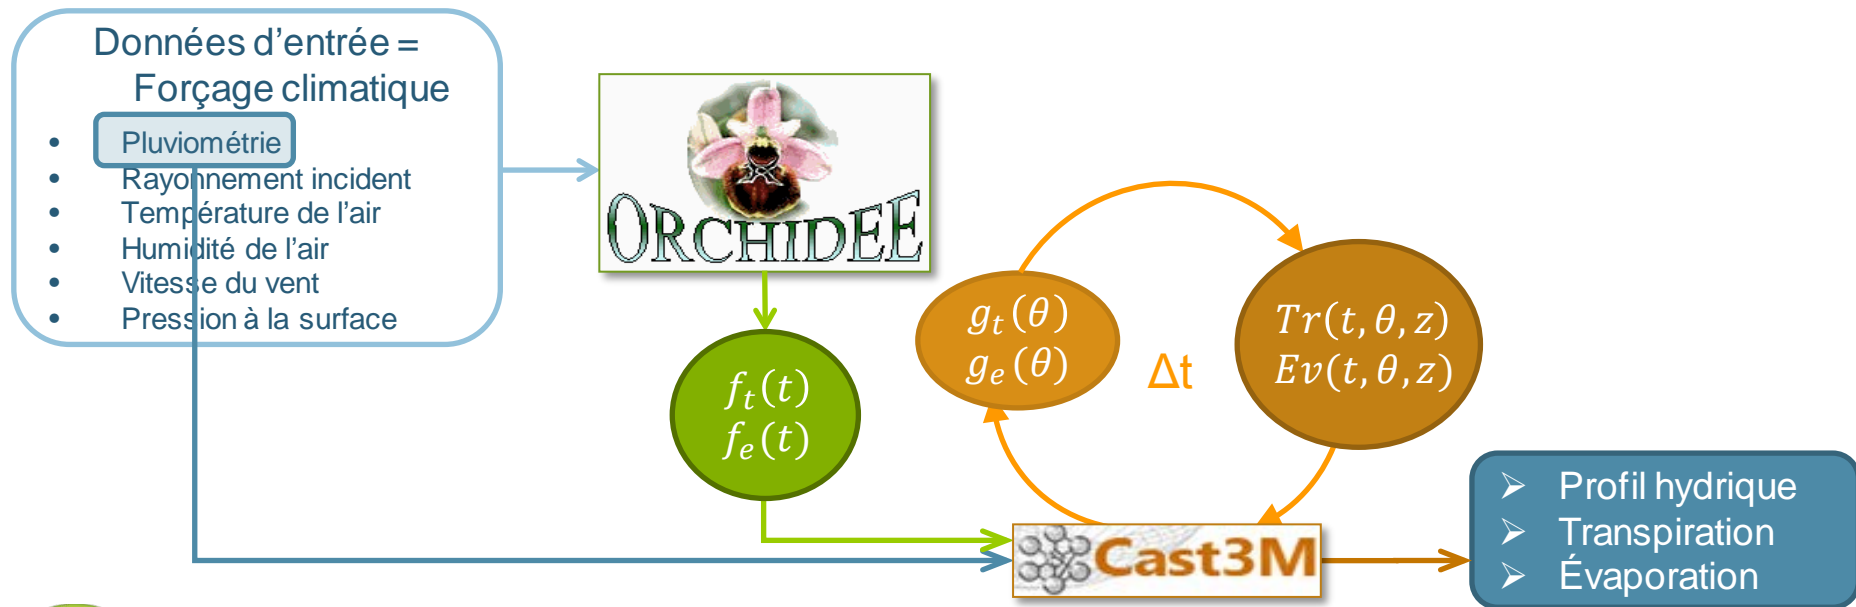 Données d'entrée =
Forçage climatique
• Pluviométrie
• Rayonnement incident
• Température de l'air
• Humidité de l'air
• Vitesse du vent
• Pression à la surface
ORCHIDEE
f_t(t)
f_e(t)
g_t(θ)
g_e(θ)
Δt
Tr(t, θ, z)
Ev(t, θ, z)
Cast3M
➢ Profil hydrique
➢ Transpiration
➢ Évaporation